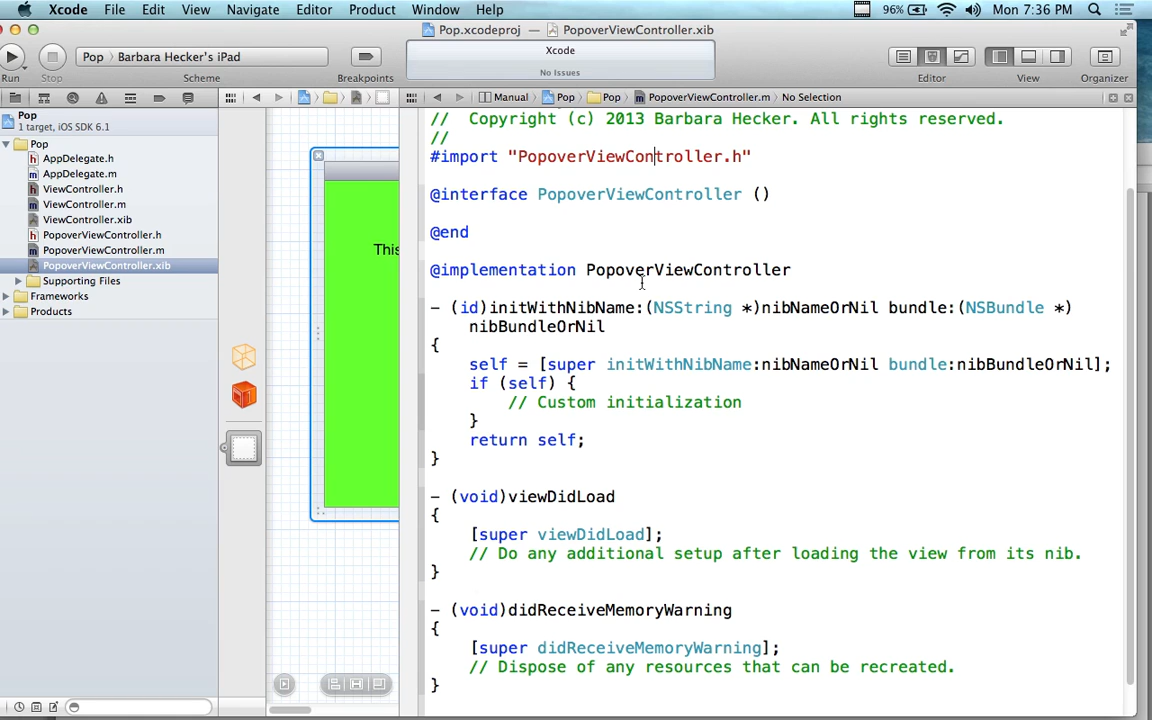 Xcode File Edit View Navigate Editor Product Window Help 96% Mon 7:36 PM
Pop.xcodeproj — PopoverViewController.xib
Pop › Barbara Hecker's iPad
Xcode
No Issues
Run Stop Scheme Breakpoints Editor View Organizer
Manual › Pop › Pop › PopoverViewController.m › No Selection
Pop
1 target, iOS SDK 6.1
Pop
AppDelegate.h
AppDelegate.m
ViewController.h
ViewController.m
ViewController.xib
PopoverViewController.h
PopoverViewController.m
PopoverViewController.xib
Supporting Files
Frameworks
Products
This
// Copyright (c) 2013 Barbara Hecker. All rights reserved.
//
#import "PopoverViewController.h"
@interface PopoverViewController ()
@end
@implementation PopoverViewController
- (id)initWithNibName:(NSString *)nibNameOrNil bundle:(NSBundle *)
nibBundleOrNil
{
self = [super initWithNibName:nibNameOrNil bundle:nibBundleOrNil];
if (self) {
// Custom initialization
}
return self;
}
- (void)viewDidLoad
{
[super viewDidLoad];
// Do any additional setup after loading the view from its nib.
}
- (void)didReceiveMemoryWarning
{
[super didReceiveMemoryWarning];
// Dispose of any resources that can be recreated.
}